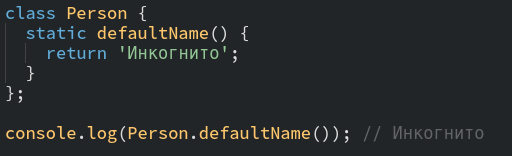 class Person {
  static defaultName() {
    return 'Инкогнито';
  }
};

console.log(Person.defaultName()); // Инкогнито